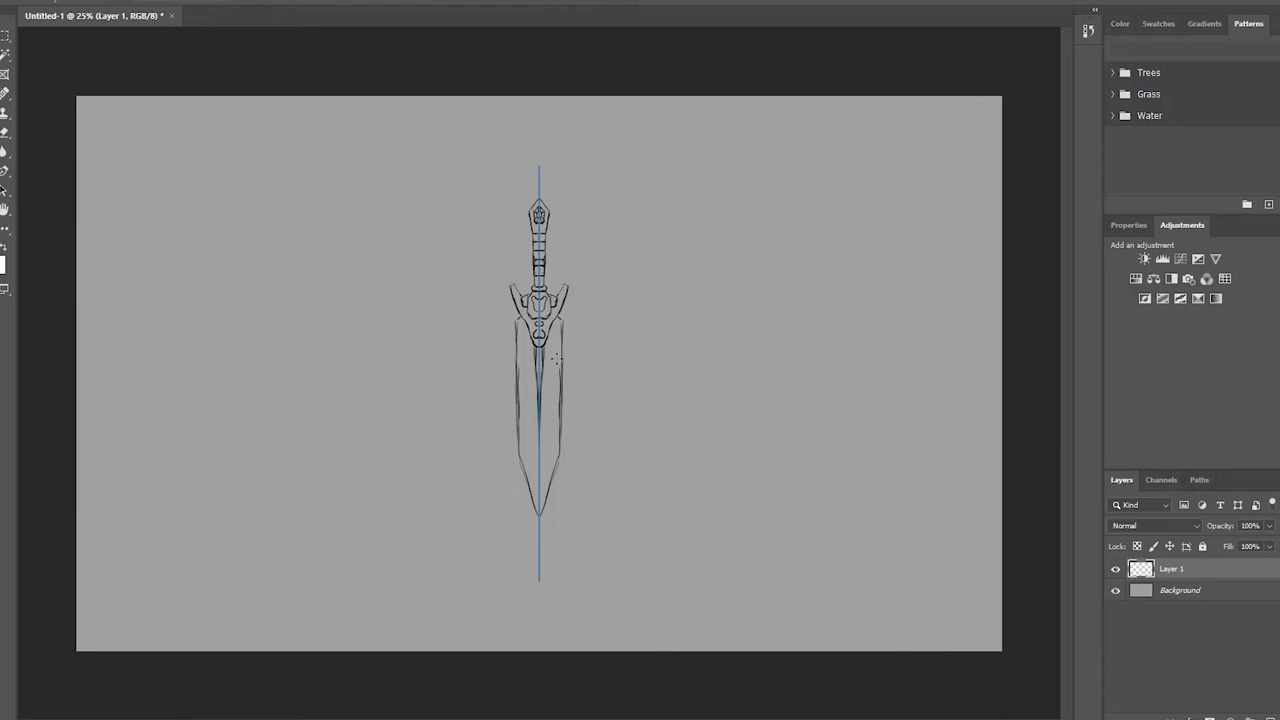 Untitled-1 @ 25% (Layer 1, RGB/8) *
Color Swatches Gradients Patterns
Trees
Grass
Water
Properties Adjustments
Add an adjustment
Layers Channels Paths
Kind
Normal Opacity: 100%
Lock: Fill: 100%
Layer 1
Background